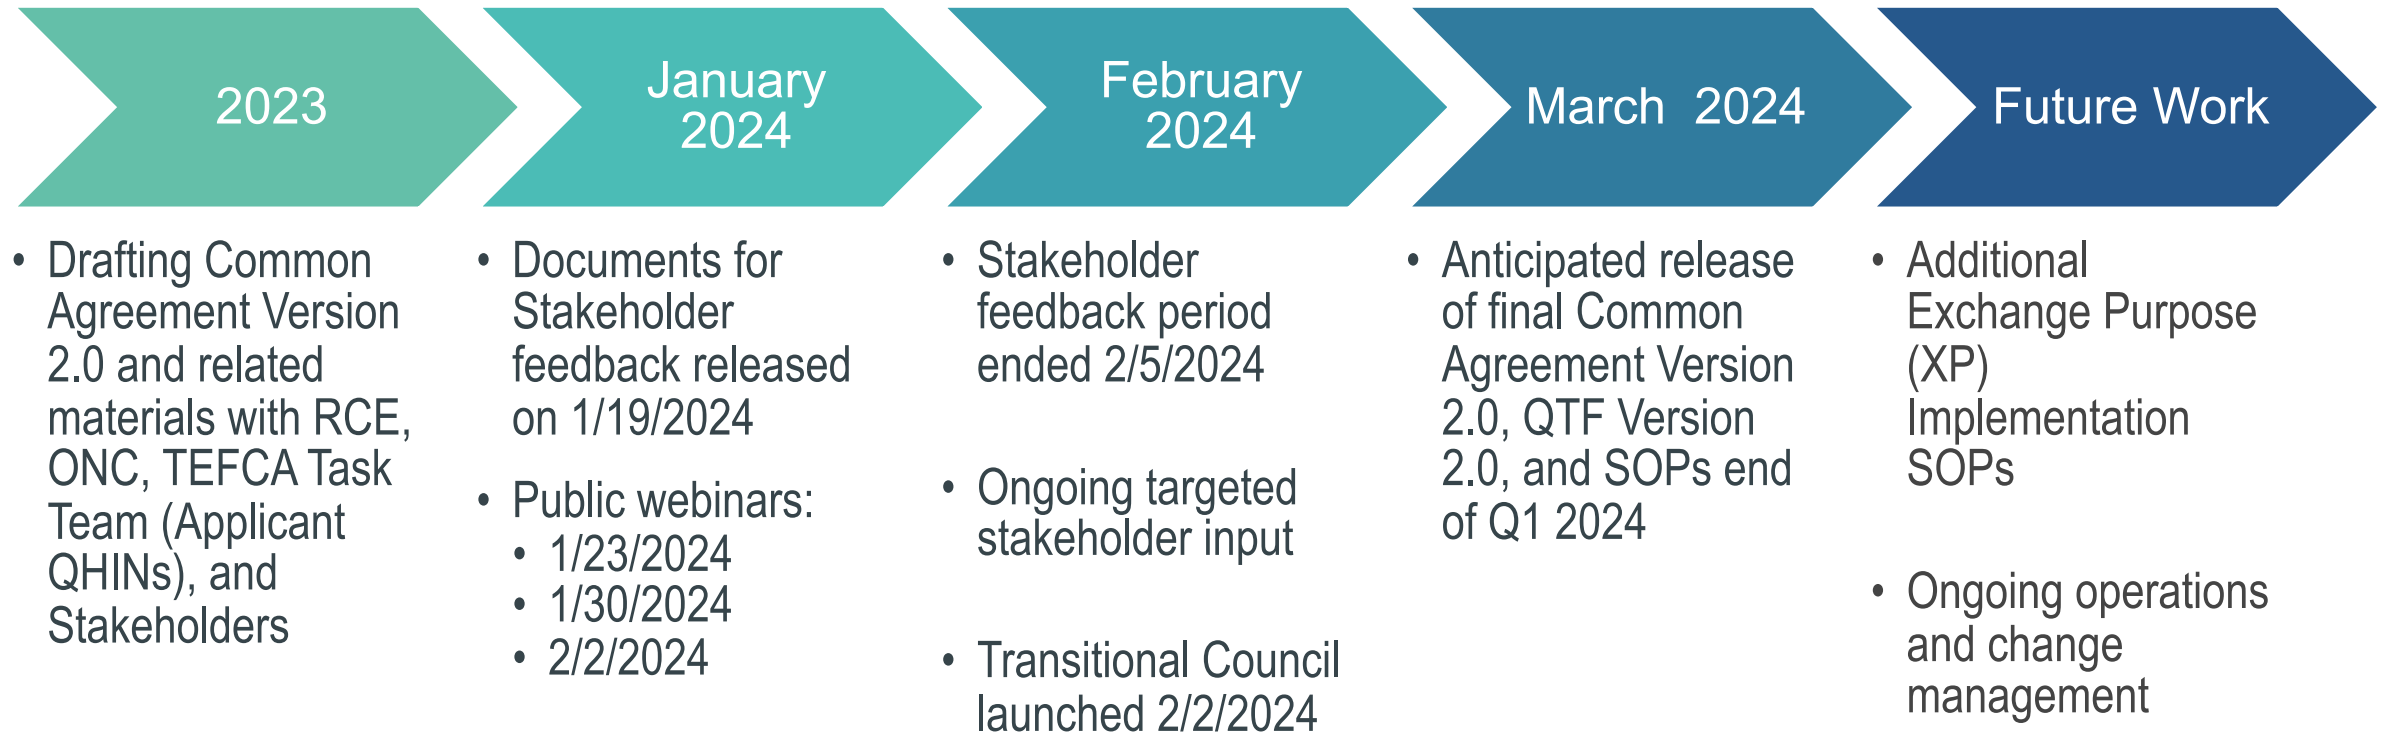 2023
• Drafting Common
Agreement Version
2.0 and related
materials with RCE,
ONC, TEFCA Task
Team (Applicant
QHINs), and
Stakeholders
January
2024
• Documents for
Stakeholder
feedback released
on 1/19/2024
• Public webinars:
• 1/23/2024
• 1/30/2024
• 2/2/2024
February
2024
• Stakeholder
feedback period
ended 2/5/2024
• Ongoing targeted
stakeholder input
• Transitional Council
launched 2/2/2024
March  2024
• Anticipated release
of final Common
Agreement Version
2.0, QTF Version
2.0, and SOPs end
of Q1 2024
Future Work
• Additional
Exchange Purpose
(XP)
Implementation
SOPs
• Ongoing operations
and change
management